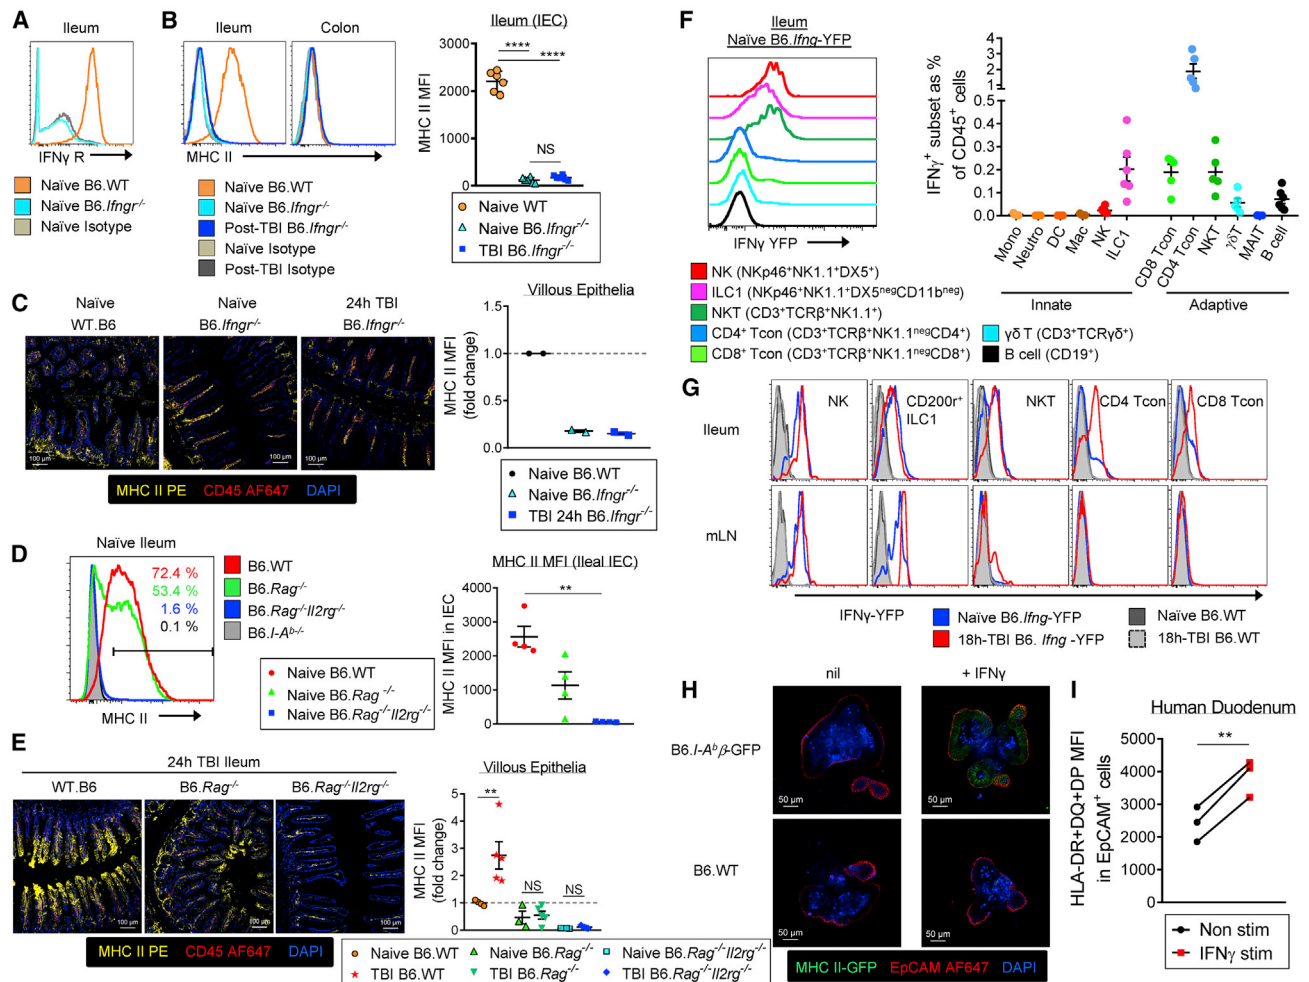 A
Ileum
IFNγ R
Naïve B6.WT
Naïve B6.Ifngr-/-
Naïve Isotype
B
Ileum
Colon
MHC II
Naïve B6.WT
Naïve B6.Ifngr-/-
Post-TBI B6.Ifngr-/-
Naïve Isotype
Post-TBI Isotype
Ileum (IEC)
MHC II MFI
3000
2000
1000
0
****
****
NS
Naive WT
Naive B6.Ifngr-/-
TBI B6.Ifngr-/-
C
Naïve
WT.B6
Naïve
B6.Ifngr-/-
24h TBI
B6.Ifngr-/-
100 µm
100 µm
100 µm
MHC II PE CD45 AF647 DAPI
Villous Epithelia
MHC II MFI
(fold change)
1.5
1.0
0.5
0.0
Naive B6.WT
Naive B6.Ifngr-/-
TBI 24h B6.Ifngr-/-
D
Naïve Ileum
72.4 %
53.4 %
1.6 %
0.1 %
MHC II
B6.WT
B6.Rag-/-
B6.Rag-/-Il2rg-/-
B6.I-Ab-/-
Naive B6.WT
Naive B6.Rag -/-
Naive B6.Rag-/-Il2rg-/-
MHC II MFI (Ileal IEC)
MHC II MFI in IEC
4000
3000
2000
1000
0
**
E
24h TBI Ileum
WT.B6
B6.Rag-/-
B6.Rag-/-Il2rg-/-
100 µm
100 µm
100 µm
MHC II PE CD45 AF647 DAPI
Villous Epithelia
MHC II MFI
(fold change)
5
4
3
2
1
0
**
NS
NS
Naive B6.WT
Naive B6.Rag-/-
Naive B6.Rag-/-Il2rg-/-
TBI B6.WT
TBI B6.Rag-/-
TBI B6.Rag-/-Il2rg-/-
F
Ileum
Naïve B6.Ifng-YFP
IFNγ YFP
NK (NKp46+NK1.1+DX5+)
ILC1 (NKp46+NK1.1+DX5negCD11bneg)
NKT (CD3+TCRβ+NK1.1+)
CD4+ Tcon (CD3+TCRβ+NK1.1negCD4+)
CD8+ Tcon (CD3+TCRβ+NK1.1negCD8+)
γδ T (CD3+TCRγδ+)
B cell (CD19+)
IFNγ+ subset as %
of CD45+ cells
4
3
2
1
0.5
0.4
0.3
0.2
0.1
0.0
Mono
Neutro
DC
Mac
NK
ILC1
CD8 Tcon
CD4 Tcon
NKT
γδT
MAIT
B cell
Innate
Adaptive
G
Ileum
NK
CD200r+
ILC1
NKT
CD4 Tcon
CD8 Tcon
mLN
IFNγ-YFP
Naïve B6.Ifng-YFP
18h-TBI B6. Ifng -YFP
Naïve B6.WT
18h-TBI B6.WT
H
nil
+ IFNγ
B6.I-Abβ-GFP
B6.WT
50 µm
50 µm
50 µm
50 µm
MHC II-GFP EpCAM AF647 DAPI
I
Human Duodenum
HLA-DR+DQ+DP MFI
in EpCAM+ cells
5000
4000
3000
2000
1000
0
**
Non stim
IFNγ stim